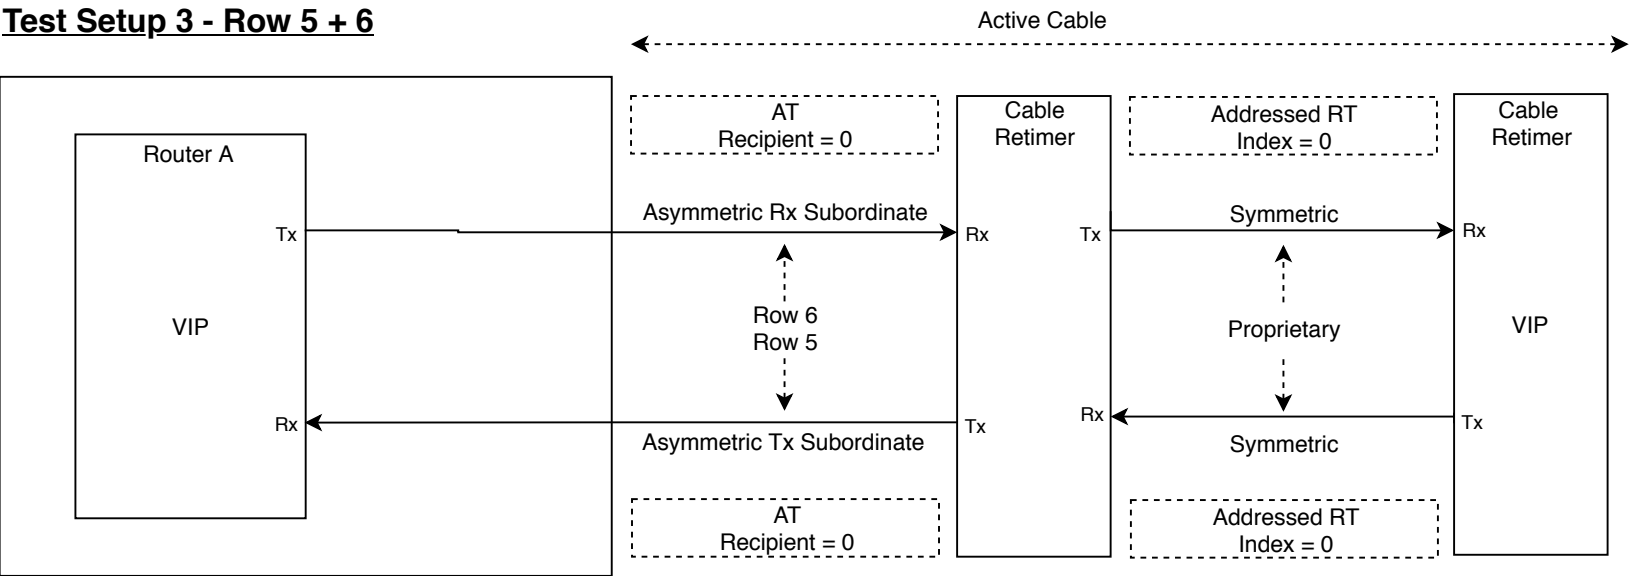 Test Setup 3 - Row 5 + 6
Active Cable
AT
Recipient = 0
Cable
Retimer
Addressed RT
Index = 0
Cable
Retimer
Router A
Asymmetric Rx Subordinate
Symmetric
Tx
Rx
Tx
Rx
VIP
Row 6
Row 5
Proprietary
VIP
Rx
Tx
Rx
Tx
Asymmetric Tx Subordinate
Symmetric
AT
Recipient = 0
Addressed RT
Index = 0